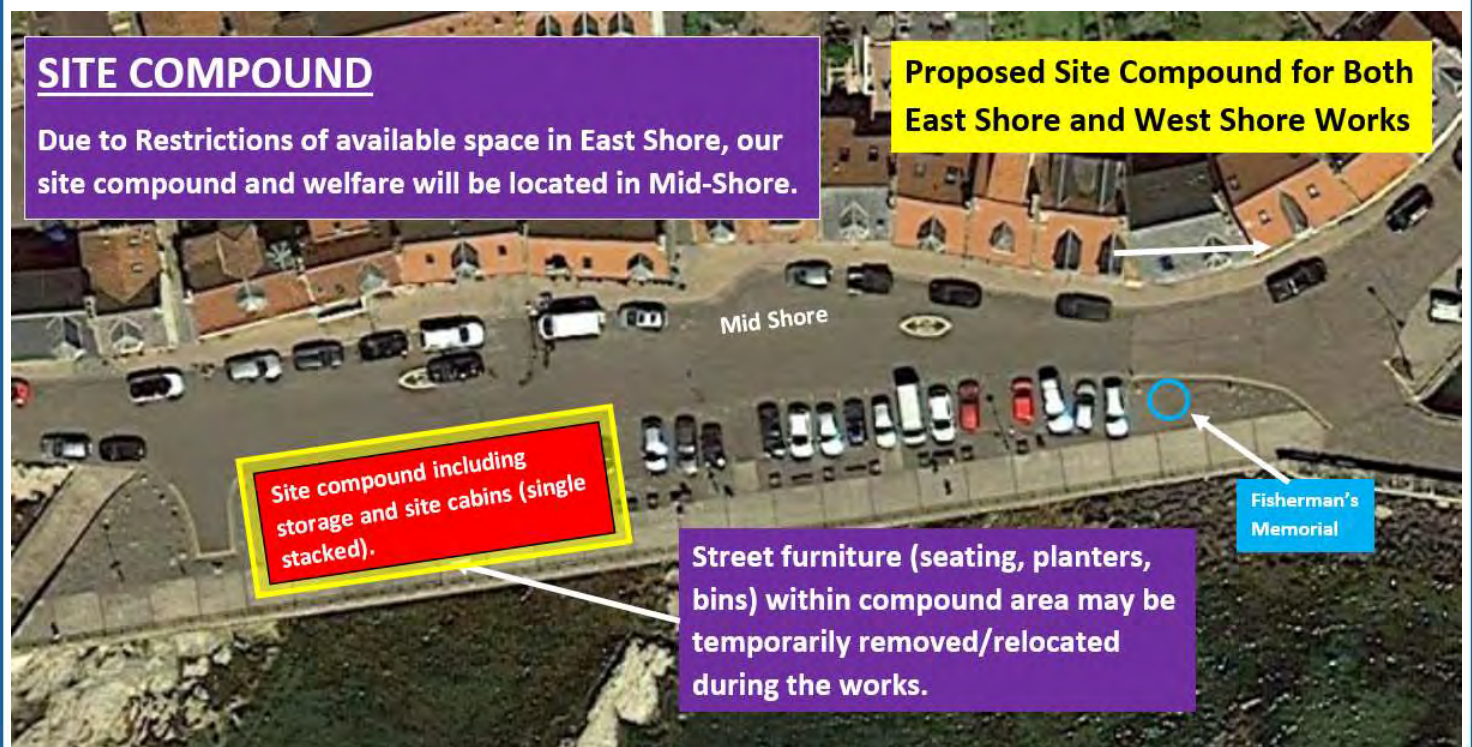 SITE COMPOUND
Due to Restrictions of available space in East Shore, our
site compound and welfare will be located in Mid-Shore.
Proposed Site Compound for Both
East Shore and West Shore Works
Mid Shore
Site compound including
storage and site cabins (single
stacked).
Fisherman's
Memorial
Street furniture (seating, planters,
bins) within compound area may be
temporarily removed/relocated
during the works.